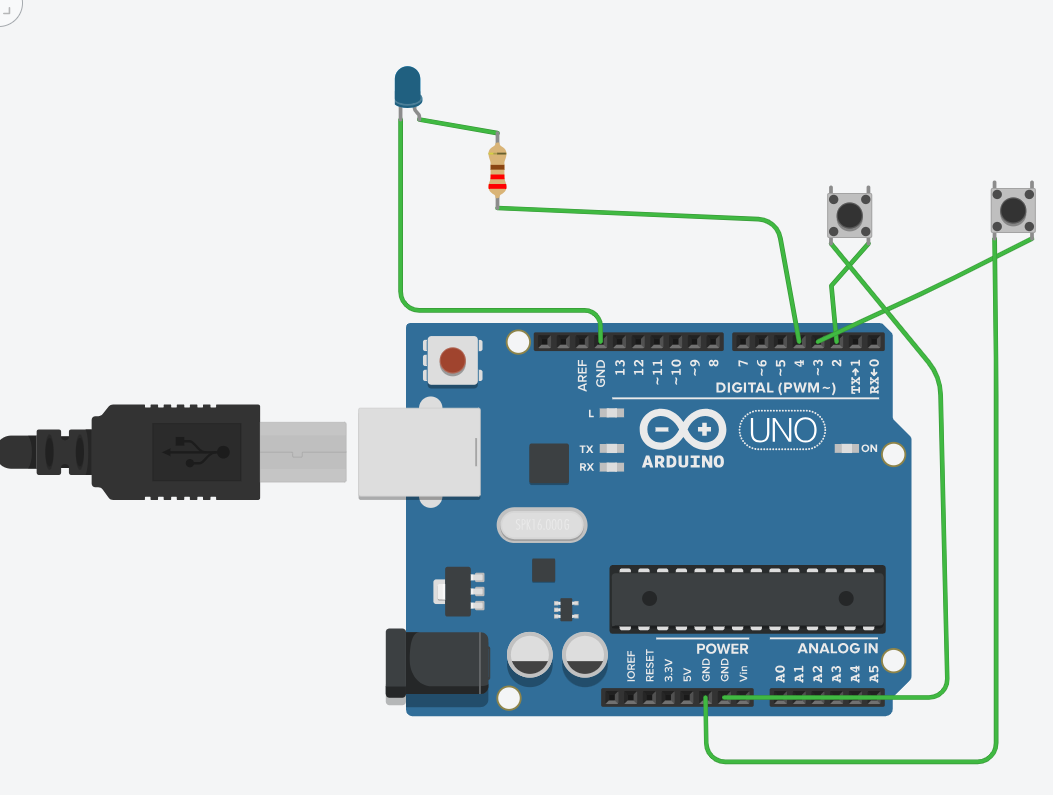 AREF
GND
13
12
~11
~10
~9
8
7
~6
~5
4
~3
2
TX→1
RX←0
DIGITAL (PWM~)
L
TX
RX
UNO
ON
ARDUINO
SPK16.000G
IOREF
RESET
3.3V
5V
GND
GND
Vin
POWER
ANALOG IN
A0
A1
A2
A3
A4
A5